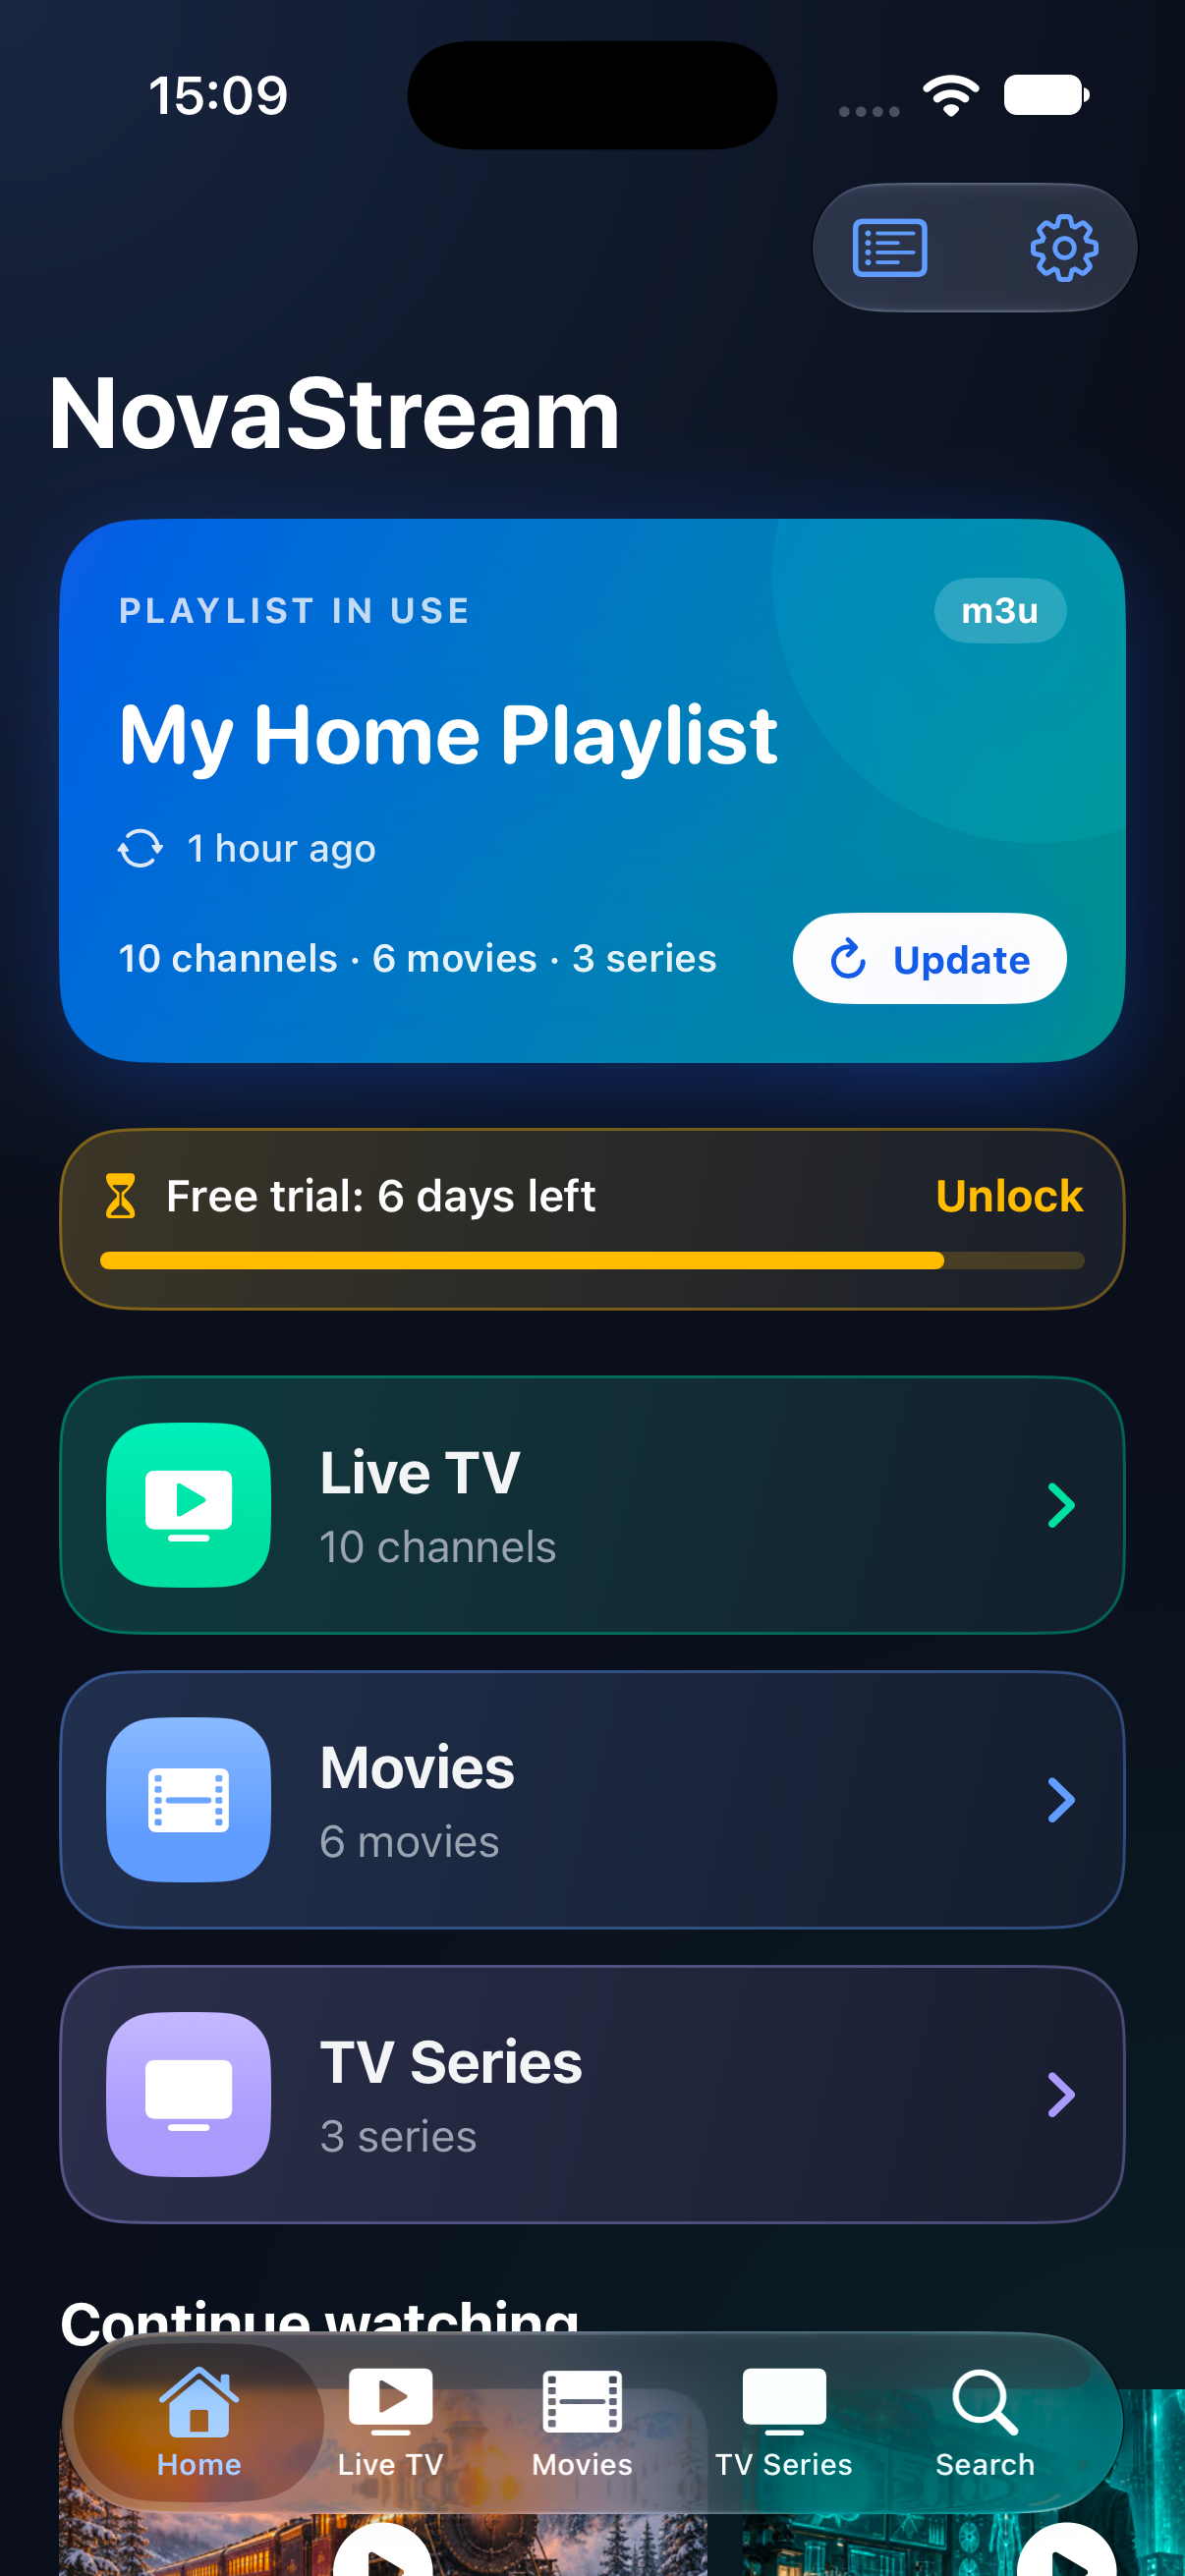 15:09
NovaStream
PLAYLIST IN USE
m3u
My Home Playlist
1 hour ago
10 channels · 6 movies · 3 series
Update
Free trial: 6 days left
Unlock
Live TV
10 channels
Movies
6 movies
TV Series
3 series
Continue watching
Home
Live TV
Movies
TV Series
Search